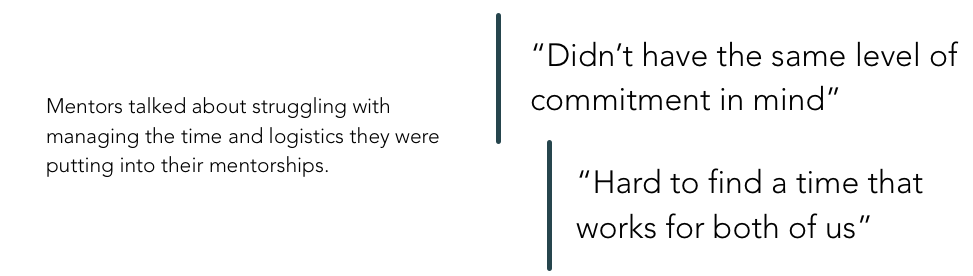 Mentors talked about struggling with
managing the time and logistics they were
putting into their mentorships.
“Didn’t have the same level of
commitment in mind”
“Hard to find a time that
works for both of us”